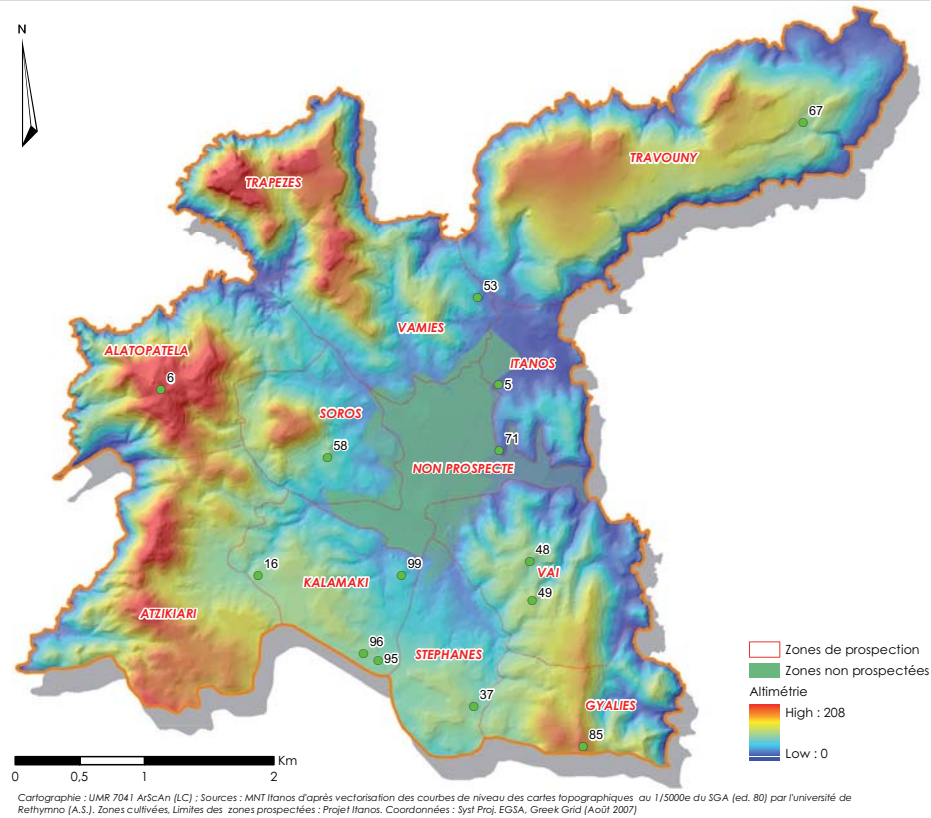 N
67
TRAVOUNY
TRAPEZES
53
VAMIES
ALATOPATELA
ITANOS
6
5
SOROS
71
58
NON PROSPECTE
48
16
99
VAI
KALAMAKI
49
ATZIKIARI
96
95
STEPHANES
Zones de prospection
Zones non prospectées
Altimétrie
High : 208
Low : 0
37
GYALIES
85
Km
0 0,5 1 2
Cartographie : UMR 7041 ArScAn (LC) ; Sources : MNT Itanos d'après vectorisation des courbes de niveau des cartes topographiques au 1/5000e du SGA (ed. 80) par l'université de
Rethymno (A.S.). Zones cultivées, Limites des zones prospectées : Projet Itanos. Coordonnées : Syst Proj. EGSA, Greek Grid (Août 2007)